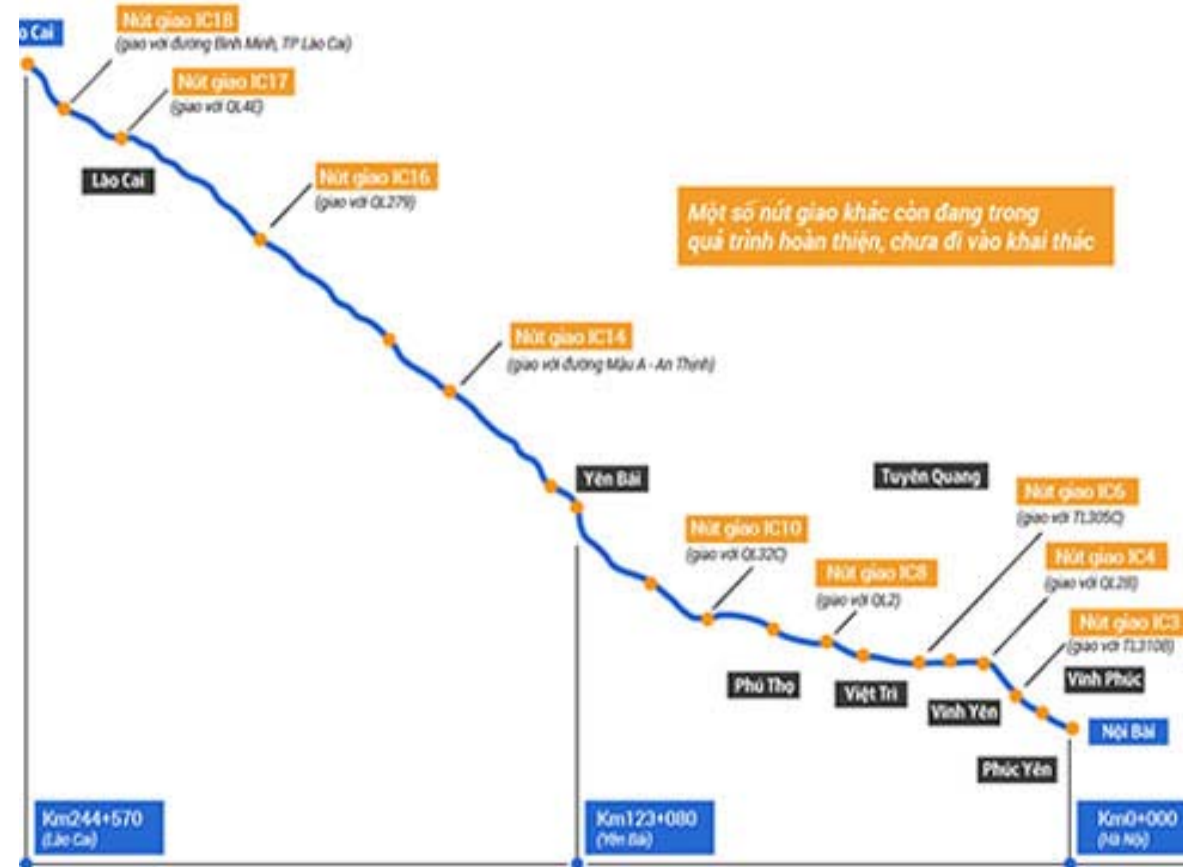 o Cai
Nút giao IC18
(giao với đường Bình Minh, TP Lào Cai)
Nút giao IC17
(giao với QL4E)
Lào Cai
Nút giao IC16
(giao với QL279)
Một số nút giao khác còn đang trong
quá trình hoàn thiện, chưa đi vào khai thác
Nút giao IC14
(giao với đường Mậu A - An Thịnh)
Yên Bái
Tuyên Quang
Nút giao IC6
(giao với TL305C)
Nút giao IC10
(giao với QL32C)
Nút giao IC4
(giao với QL2B)
Nút giao IC8
(giao với QL2)
Nút giao IC3
(giao với TL310B)
Phú Thọ
Việt Trì
Vĩnh Yên
Vĩnh Phúc
Nội Bài
Phúc Yên
Km244+570
(Lào Cai)
Km123+080
(Yên Bái)
Km0+000
(Hà Nội)